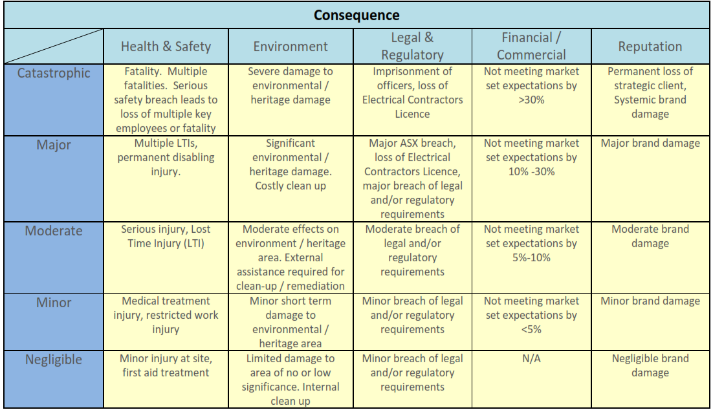 Consequence
Health & Safety
Environment
Legal &
Regulatory
Financial /
Commercial
Reputation
Catastrophic
Fatality. Multiple
fatalities. Serious
safety breach leads to
loss of multiple key
employees or fatality
Severe damage to
environmental /
heritage damage
Imprisonment of
officers, loss of
Electrical Contractors
Licence
Not meeting market
set expectations by
>30%
Permanent loss of
strategic client,
Systemic brand
damage
Major
Multiple LTIs,
permanent disabling
injury.
Significant
environmental /
heritage damage.
Costly clean up
Major ASX breach,
loss of Electrical
Contractors Licence,
major breach of legal
and/or regulatory
requirements
Not meeting market
set expectations by
10% -30%
Major brand damage
Moderate
Serious injury, Lost
Time Injury (LTI)
Moderate effects on
environment / heritage
area. External
assistance required for
clean-up / remediation
Moderate breach of
legal and/or
regulatory
requirements
Not meeting market
set expectations by
5%-10%
Moderate brand
damage
Minor
Medical treatment
injury, restricted work
injury
Minor short term
damage to
environmental /
heritage area
Minor breach of legal
and/or regulatory
requirements
Not meeting market
set expectations by
<5%
Minor brand damage
Negligible
Minor injury at site,
first aid treatment
Limited damage to
area of no or low
significance. Internal
clean up
Minor breach of legal
and/or regulatory
requirements
N/A
Negligible brand
damage